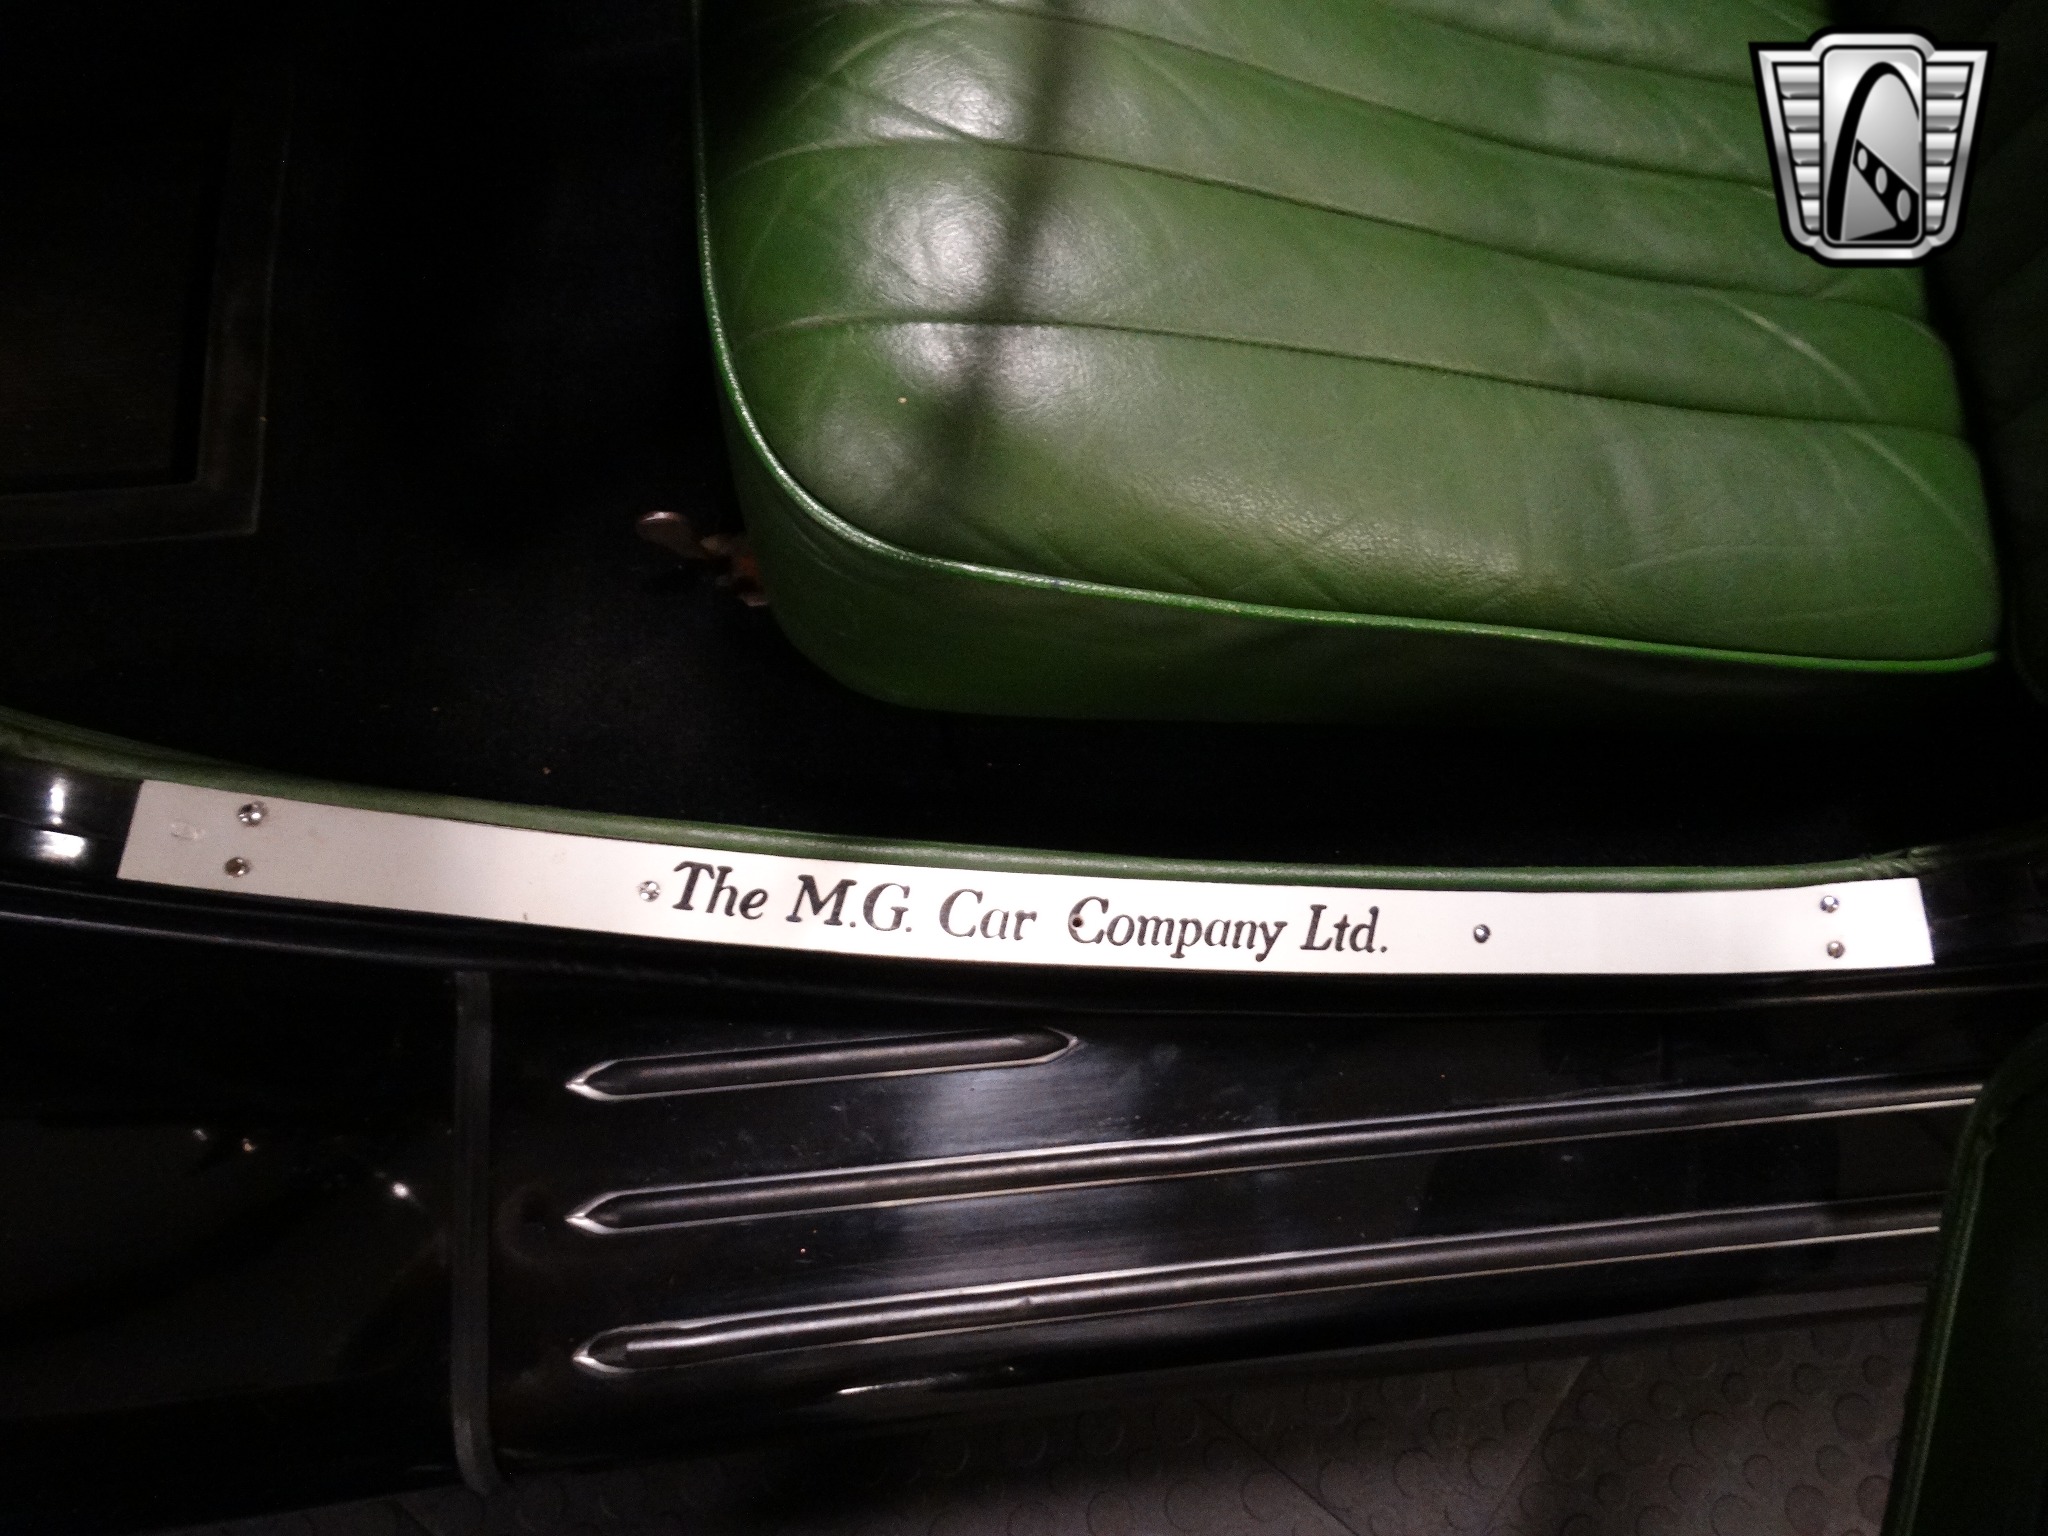 The M.G. Car Company Ltd.